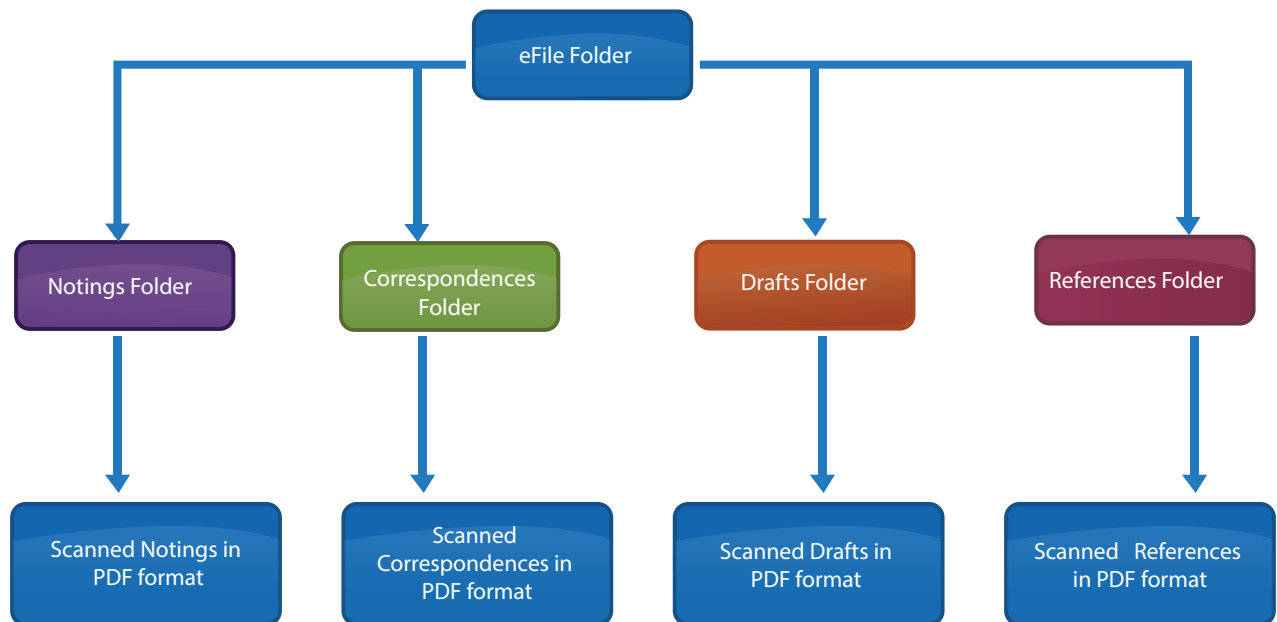 eFile Folder
Notings Folder
Correspondences
Folder
Drafts Folder
References Folder
Scanned Notings in
PDF format
Scanned
Correspondences in
PDF format
Scanned Drafts in
PDF format
Scanned References
in PDF format